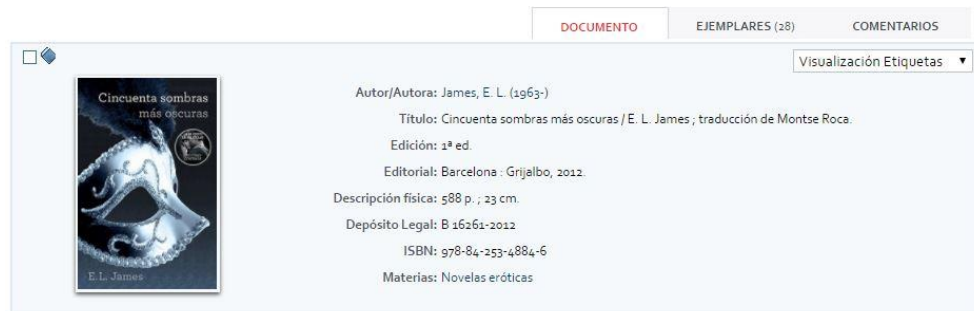 DOCUMENTO EJEMPLARES (28) COMENTARIOS
Visualización Etiquetas
Cincuenta sombras
más oscuras
E.L. James
Autor/Autora: James, E. L. (1963-)
Título: Cincuenta sombras más oscuras / E. L. James ; traducción de Montse Roca.
Edición: 1ª ed.
Editorial: Barcelona : Grijalbo, 2012.
Descripción física: 588 p. ; 23 cm.
Depósito Legal: B 16261-2012
ISBN: 978-84-253-4884-6
Materias: Novelas eróticas